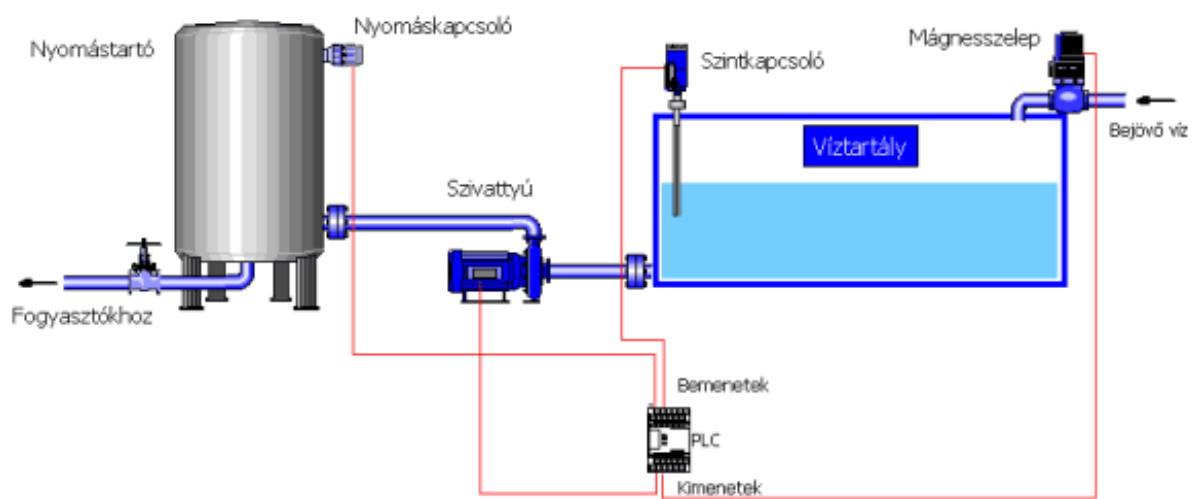 Nyomástartó
Nyomáskapcsoló
Szintkapcsoló
Mágnesszelep
Bejövő víz
Víztartály
Szivattyú
Fogyasztókhoz
Bemenetek
PLC
Kimenetek